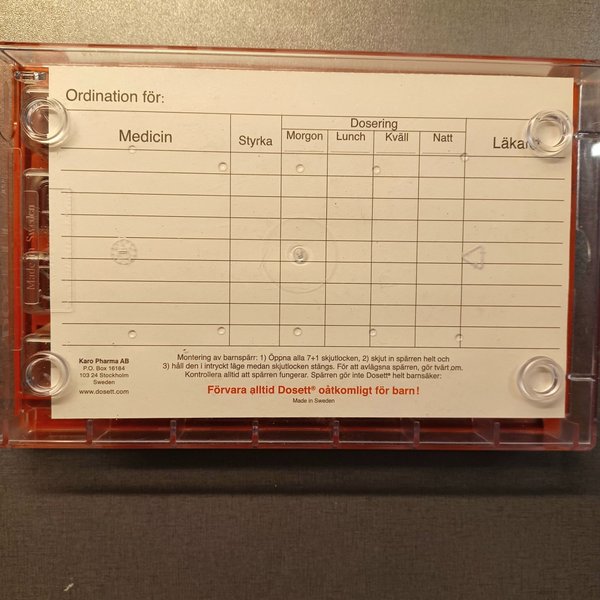 Ordination för:
Medicin
Styrka
Dosering
Morgon
Lunch
Kväll
Natt
Läkare
Made in Sweden
Karo Pharma AB
P.O. Box 16184
103 24 Stockholm
Sweden
www.dosett.com
Montering av barnspärr: 1) Öppna alla 7+1 skjutlocken, 2) skjut in spärren helt och
3) håll den i intryckt läge medan skjutlocken stängs. För att avlägsna spärren, gör tvärt om.
Kontrollera alltid att spärren fungerar. Spärren gör inte Dosett® helt barnsäker:
Förvara alltid Dosett® oåtkomligt för barn!
Made in Sweden